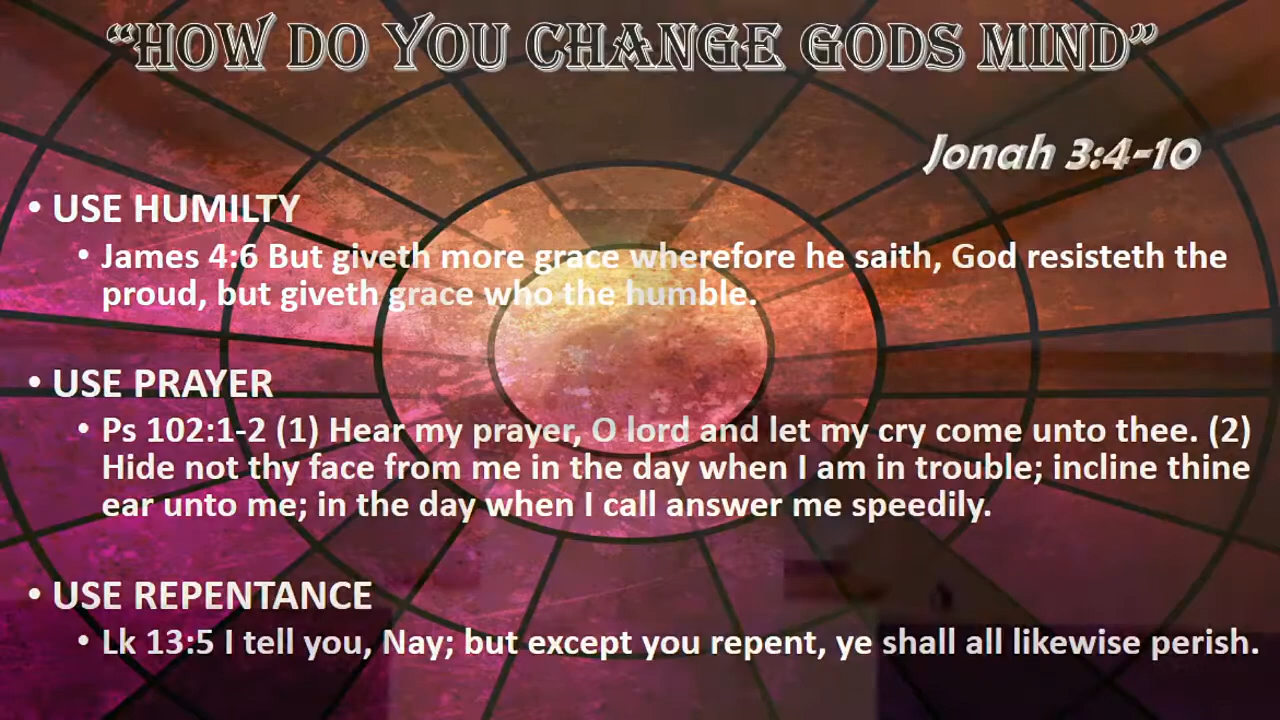 “HOW DO YOU CHANGE GODS MIND”
Jonah 3:4-10
• USE HUMILTY
• James 4:6 But giveth more grace wherefore he saith, God resisteth the
proud, but giveth grace who the humble.
• USE PRAYER
• Ps 102:1-2 (1) Hear my prayer, O lord and let my cry come unto thee. (2)
Hide not thy face from me in the day when I am in trouble; incline thine
ear unto me; in the day when I call answer me speedily.
• USE REPENTANCE
• Lk 13:5 I tell you, Nay; but except you repent, ye shall all likewise perish.